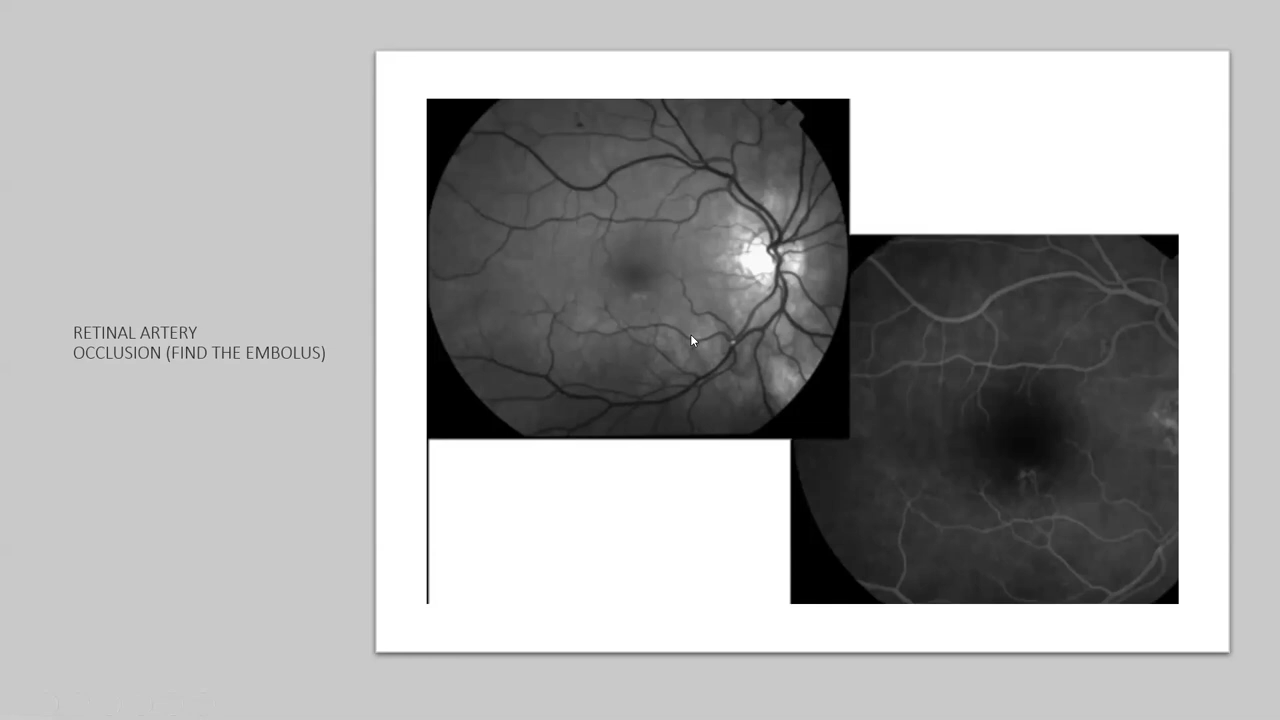 RETINAL ARTERY
OCCLUSION (FIND THE EMBOLUS)